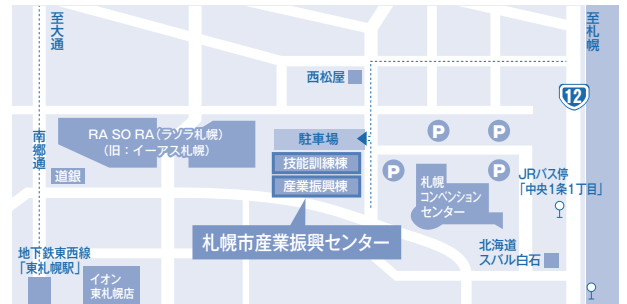 至大通
至札幌
西松屋
12
南郷通
RA SO RA（ラソラ札幌）
（旧：イーアス札幌）
駐車場
P
P
道銀
技能訓練棟
産業振興棟
P
P
札幌
コンベンション
センター
JRバス停
「中央1条1丁目」
札幌市産業振興センター
地下鉄東西線
「東札幌駅」
イオン
東札幌店
北海道
スバル白石